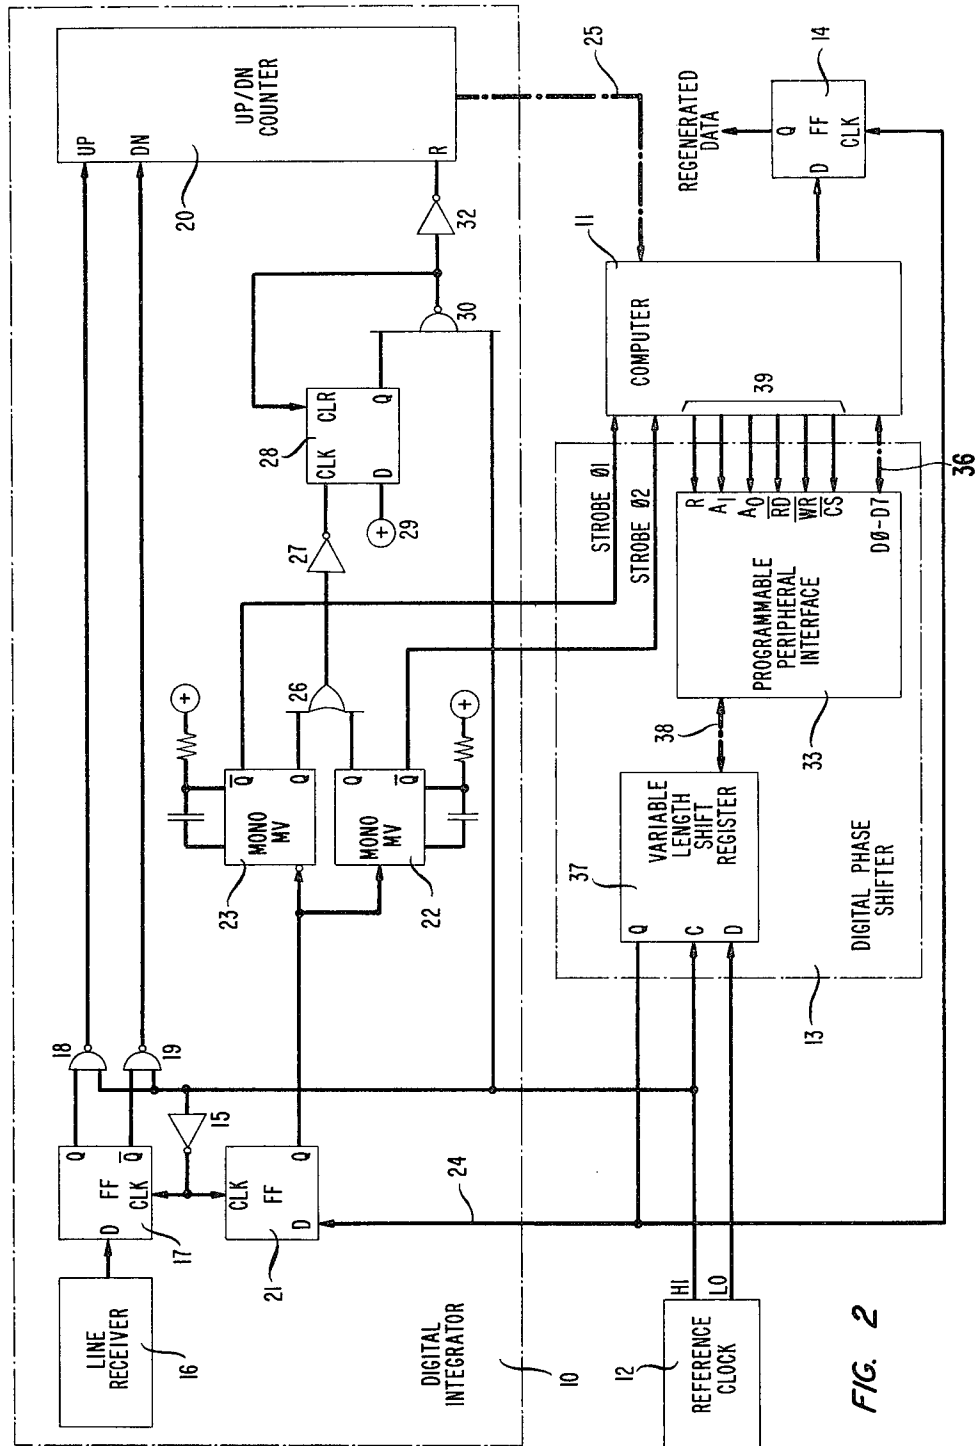 UP/DN
COUNTER
UP
DN
R
20
25
32
30
CLR
Q
28
CLK
D
27
+
29
26
+
Q̅
Q
MONO
MV
23
Q
Q̅
MONO
MV
22
+
18
19
15
Q
Q̅
FF
CLK
D
17
LINE
RECEIVER
16
CLK
Q
FF
D
21
24
DIGITAL
INTEGRATOR
10
REGENERATED
DATA
14
Q
FF
CLK
D
11
COMPUTER
39
STROBE Ø1
STROBE Ø2
R
A1
A0
R̅D̅
W̅R̅
C̅S̅
DØ-D7
36
PROGRAMMABLE
PERIPHERAL
INTERFACE
33
38
VARIABLE
LENGTH
SHIFT
REGISTER
37
Q
C
D
DIGITAL PHASE
SHIFTER
13
HI
LO
12
REFERENCE
CLOCK
FIG. 2